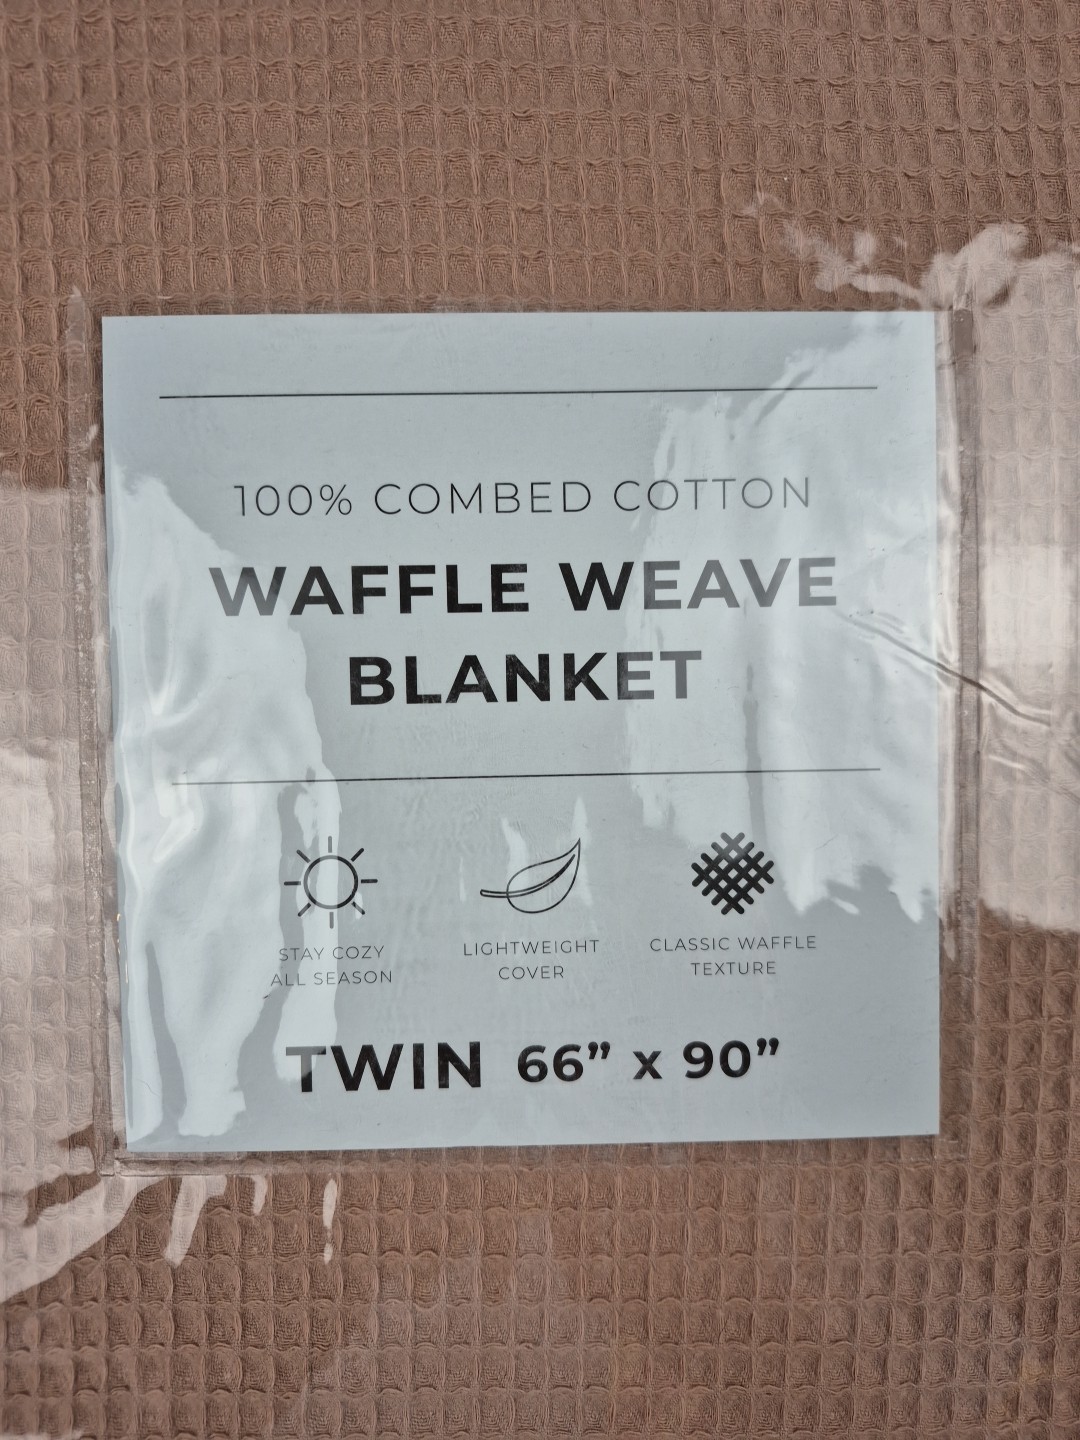 100% COMBED COTTON
WAFFLE WEAVE
BLANKET
STAY COZY
ALL SEASON
LIGHTWEIGHT
COVER
CLASSIC WAFFLE
TEXTURE
TWIN 66” x 90”